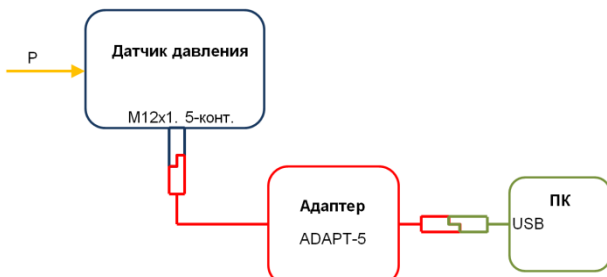 Датчик давления
P
M12x1. 5-конт.
Адаптер
ADAPT-5
ПК
USB